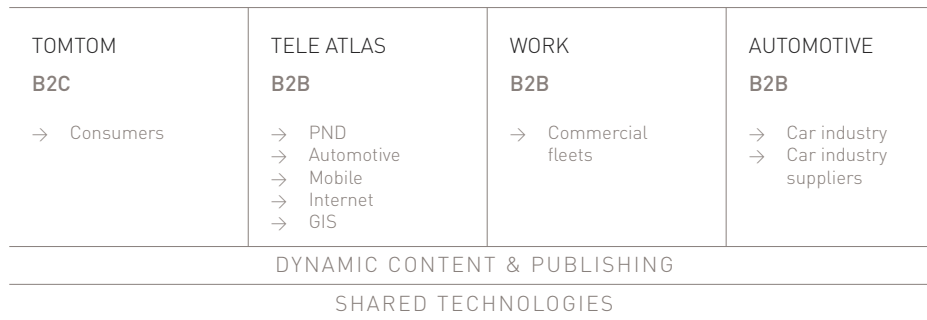 TOMTOM
B2C
→ Consumers
TELE ATLAS
B2B
→ PND
→ Automotive
→ Mobile
→ Internet
→ GIS
WORK
B2B
→ Commercial
fleets
AUTOMOTIVE
B2B
→ Car industry
→ Car industry
suppliers
DYNAMIC CONTENT & PUBLISHING
SHARED TECHNOLOGIES